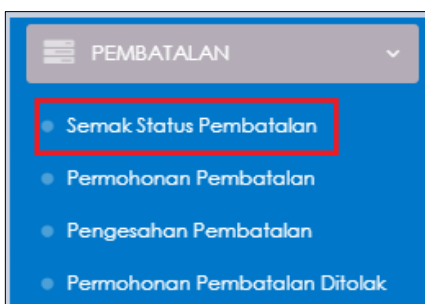 PEMBATALAN
Semak Status Pembatalan
Permohonan Pembatalan
Pengesahan Pembatalan
Permohonan Pembatalan Ditolak